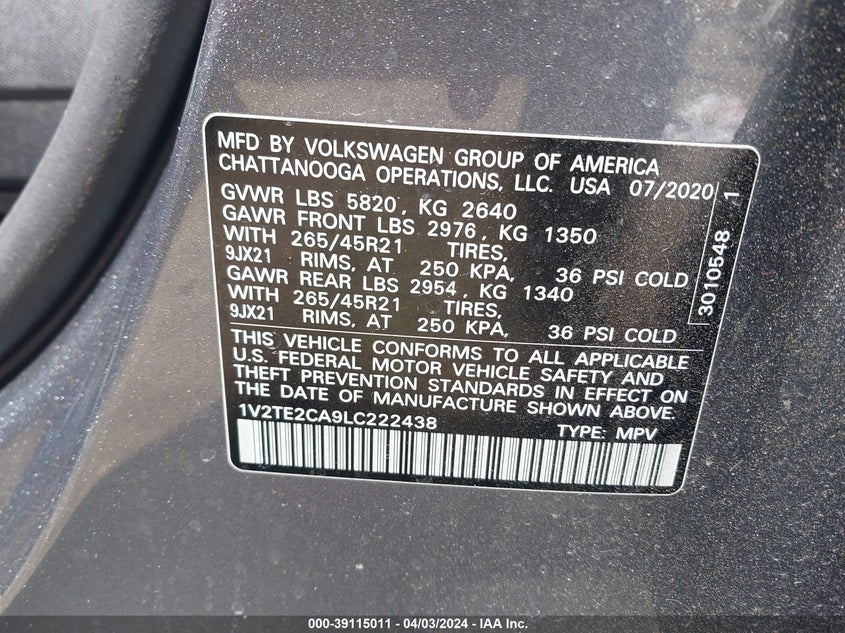 MFD BY VOLKSWAGEN GROUP OF AMERICA
CHATTANOOGA OPERATIONS, LLC. USA 07/2020
GVWR LBS 5820, KG 2640
GAWR FRONT LBS 2976, KG 1350
WITH 265/45R21 TIRES,
9JX21 RIMS, AT 250 KPA, 36 PSI COLD
GAWR REAR LBS 2954, KG 1340
WITH 265/45R21 TIRES,
9JX21 RIMS, AT 250 KPA, 36 PSI COLD
THIS VEHICLE CONFORMS TO ALL APPLICABLE
U.S. FEDERAL MOTOR VEHICLE SAFETY AND
THEFT PREVENTION STANDARDS IN EFFECT ON
THE DATE OF MANUFACTURE SHOWN ABOVE.
1V2TE2CA9LC222438 TYPE: MPV
3010548 1
000-39115011 - 04/03/2024 - IAA Inc.